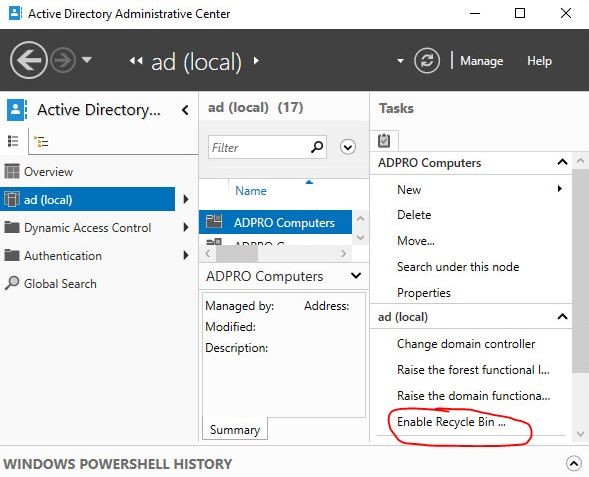 Active Directory Administrative Center
ad (local)
Manage
Help
Active Directory...
Overview
ad (local)
Dynamic Access Control
Authentication
Global Search
ad (local) (17)
Filter
Name
ADPRO Computers
ADPRO Computers
Managed by: Address:
Modified:
Description:
Summary
Tasks
ADPRO Computers
New
Delete
Move...
Search under this node
Properties
ad (local)
Change domain controller
Raise the forest functional l...
Raise the domain functiona...
Enable Recycle Bin ...
WINDOWS POWERSHELL HISTORY